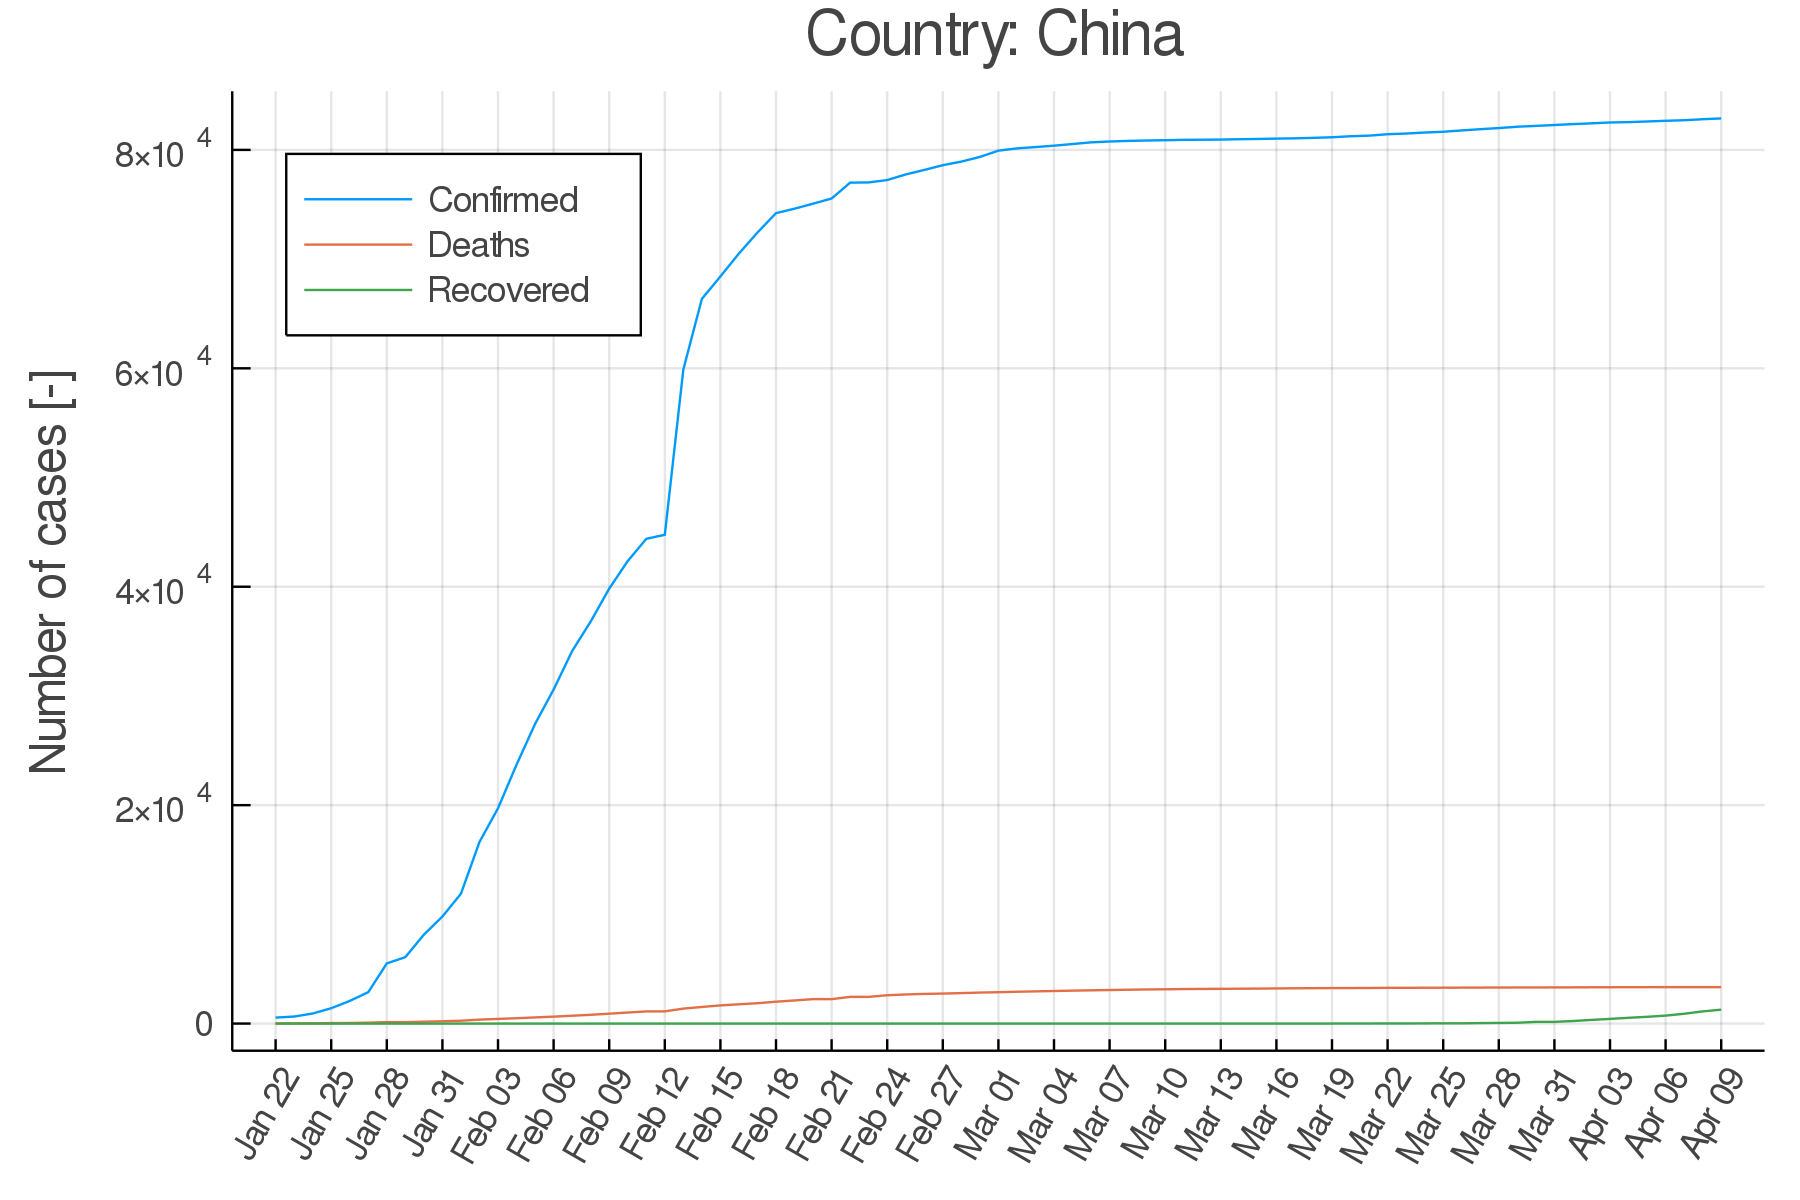 Country: China
Number of cases [-]
8×10 4
6×10 4
4×10 4
2×10 4
0
Confirmed
Deaths
Recovered
Jan 22
Jan 25
Jan 28
Jan 31
Feb 03
Feb 06
Feb 09
Feb 12
Feb 15
Feb 18
Feb 21
Feb 24
Feb 27
Mar 01
Mar 04
Mar 07
Mar 10
Mar 13
Mar 16
Mar 19
Mar 22
Mar 25
Mar 28
Mar 31
Apr 03
Apr 06
Apr 09